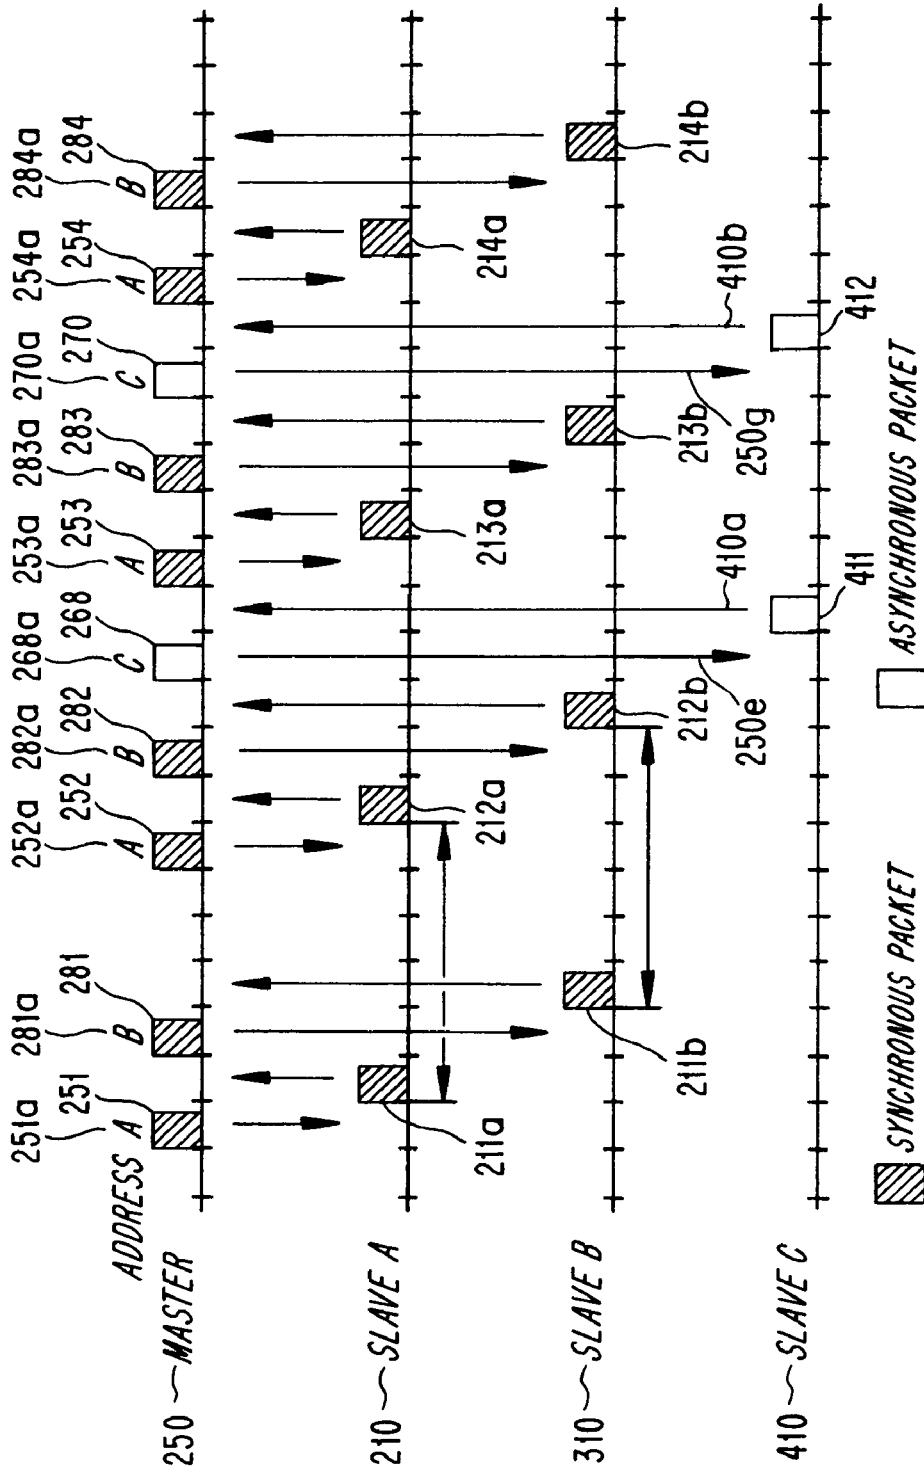 251a 281a 252a 282a 268a 253a 283a 270a 254a 284a
251 281 252 282 268 253 283 270 254 284
ADDRESS A B A B C A B C A B
250 MASTER
210 SLAVE A
211a 212a 213a 214a
310 SLAVE B
211b 212b 213b 214b
250e 410a 250g 410b
410 SLAVE C
411 412
SYNCHRONOUS PACKET ASYNCHRONOUS PACKET